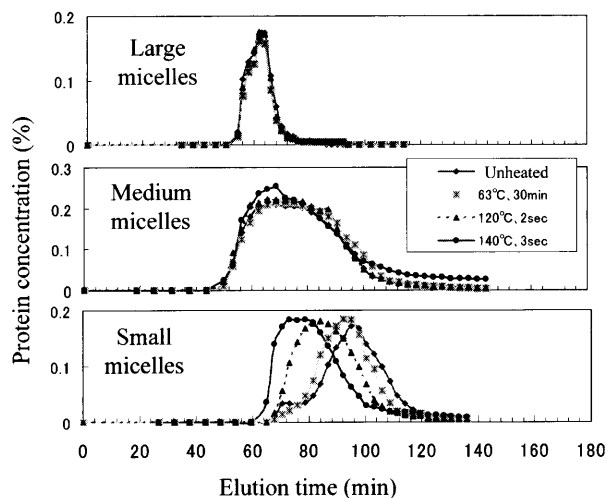 Protein concentration (%)
0.2
0.1
0
Large
micelles
0.3
0.2
0.1
0
Medium
micelles
Unheated
63℃、30min
120℃、2sec
140℃、3sec
0.2
0.1
0
Small
micelles
0 20 40 60 80 100 120 140 160 180
Elution time (min)